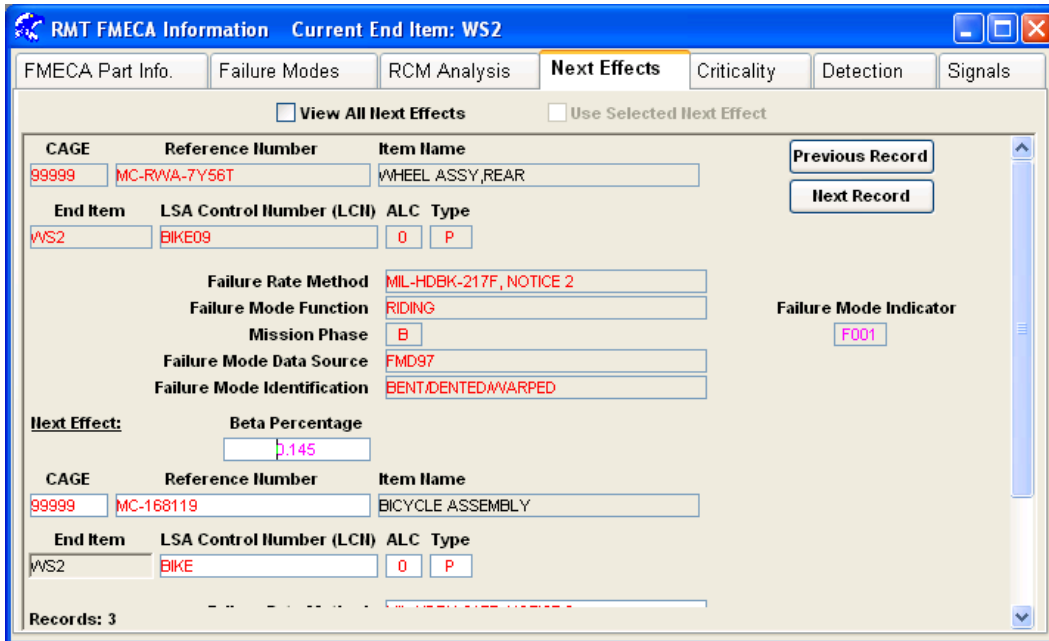 RMT FMECA Information Current End Item: WS2
FMECA Part Info. Failure Modes RCM Analysis Next Effects Criticality Detection Signals
View All Next Effects Use Selected Next Effect
CAGE Reference Number Item Name
Previous Record
99999 MC-RWA-7Y56T WHEEL ASSY,REAR
Next Record
End Item LSA Control Number (LCN) ALC Type
WS2 BIKE09 0 P
Failure Rate Method MIL-HDBK-217F, NOTICE 2
Failure Mode Function RIDING Failure Mode Indicator
Mission Phase B F001
Failure Mode Data Source FMD97
Failure Mode Identification BENT/DENTED/WARPED
Next Effect: Beta Percentage
0.145
CAGE Reference Number Item Name
99999 MC-168119 BICYCLE ASSEMBLY
End Item LSA Control Number (LCN) ALC Type
WS2 BIKE 0 P
Records: 3